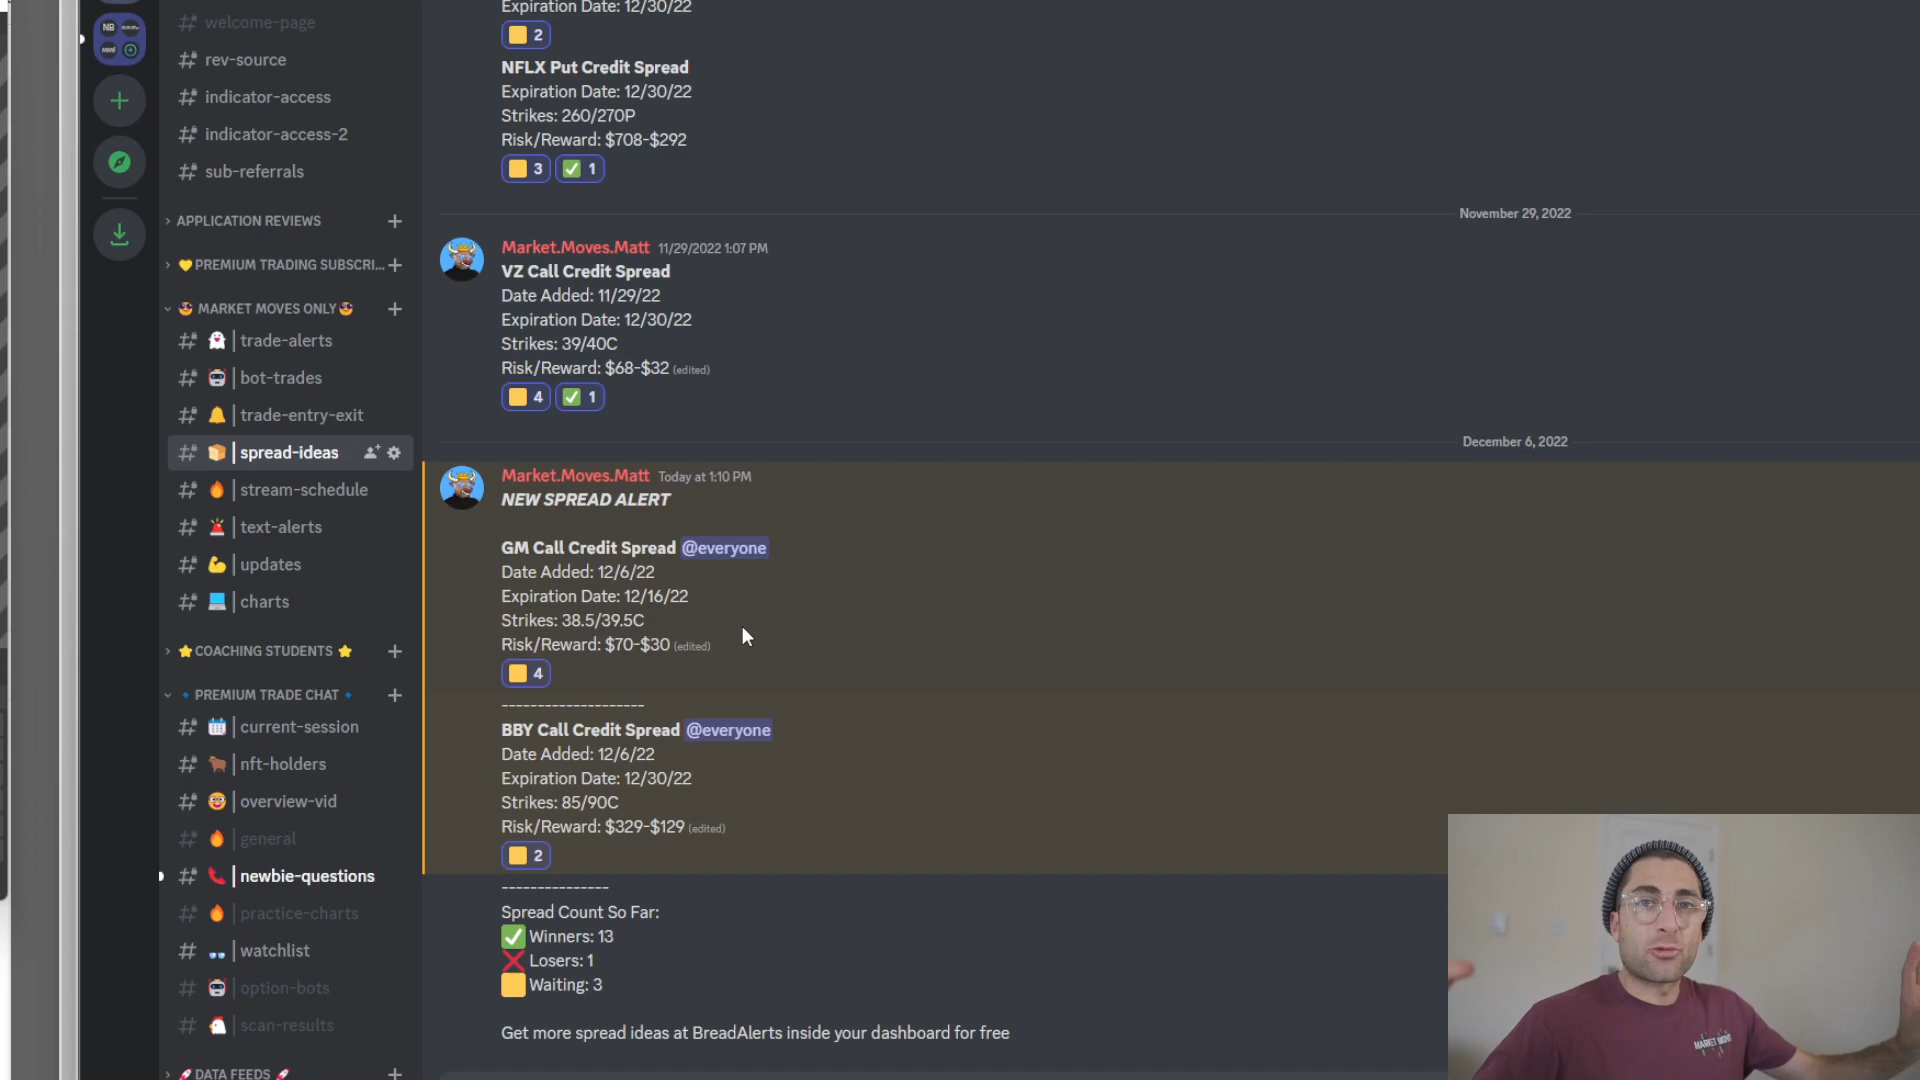 welcome-page
rev-source
indicator-access
indicator-access-2
sub-referrals
APPLICATION REVIEWS
PREMIUM TRADING SUBSCRI...
MARKET MOVES ONLY
trade-alerts
bot-trades
trade-entry-exit
spread-ideas
stream-schedule
text-alerts
updates
charts
COACHING STUDENTS
PREMIUM TRADE CHAT
current-session
nft-holders
overview-vid
general
newbie-questions
practice-charts
watchlist
option-bots
scan-results
DATA FEEDS
Expiration Date: 12/30/22
2
NFLX Put Credit Spread
Expiration Date: 12/30/22
Strikes: 260/270P
Risk/Reward: $708-$292
3 1
November 29, 2022
Market.Moves.Matt 11/29/2022 1:07 PM
VZ Call Credit Spread
Date Added: 11/29/22
Expiration Date: 12/30/22
Strikes: 39/40C
Risk/Reward: $68-$32 (edited)
4 1
December 6, 2022
Market.Moves.Matt Today at 1:10 PM
NEW SPREAD ALERT
GM Call Credit Spread @everyone
Date Added: 12/6/22
Expiration Date: 12/16/22
Strikes: 38.5/39.5C
Risk/Reward: $70-$30 (edited)
4
--------------------
BBY Call Credit Spread @everyone
Date Added: 12/6/22
Expiration Date: 12/30/22
Strikes: 85/90C
Risk/Reward: $329-$129 (edited)
2
---------------
Spread Count So Far:
Winners: 13
Losers: 1
Waiting: 3
Get more spread ideas at BreadAlerts inside your dashboard for free